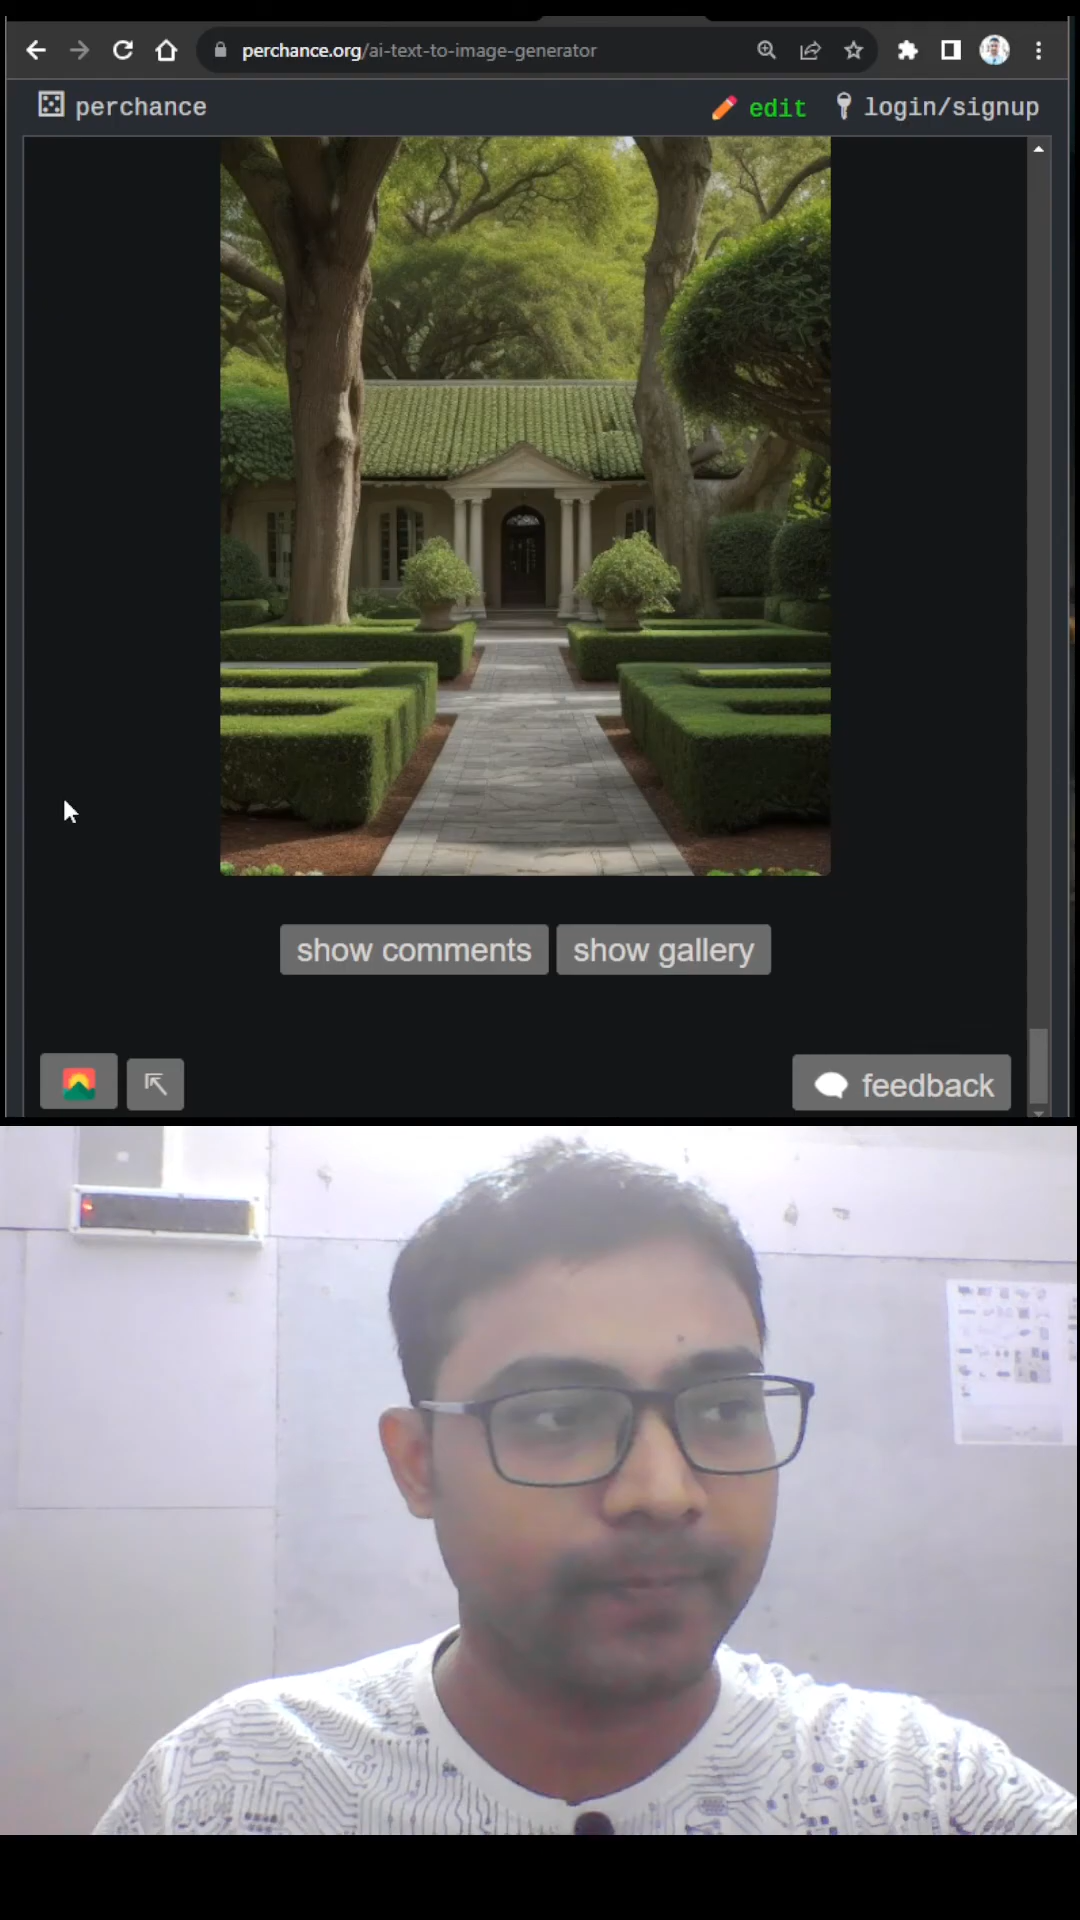 perchance.org/ai-text-to-image-generator
perchance
edit
login/signup
show comments
show gallery
feedback